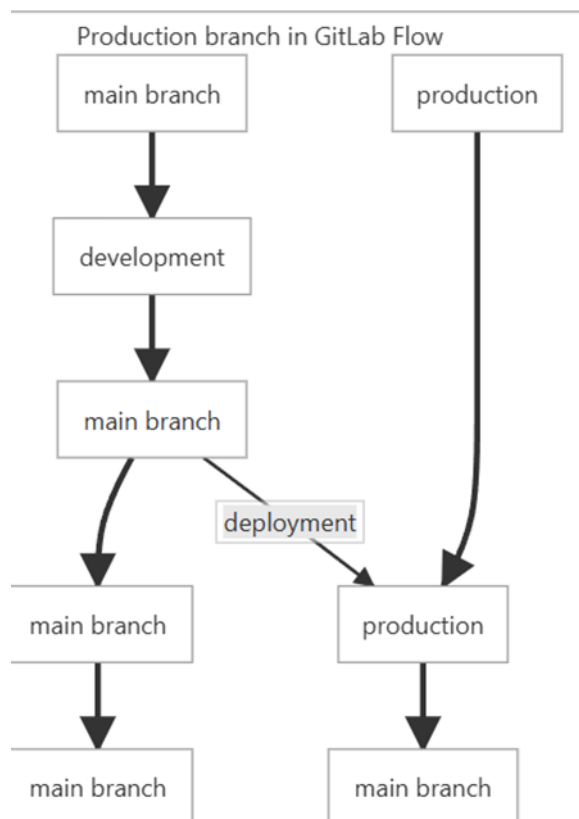 Production branch in GitLab Flow
main branch
production
development
main branch
deployment
main branch
production
main branch
main branch